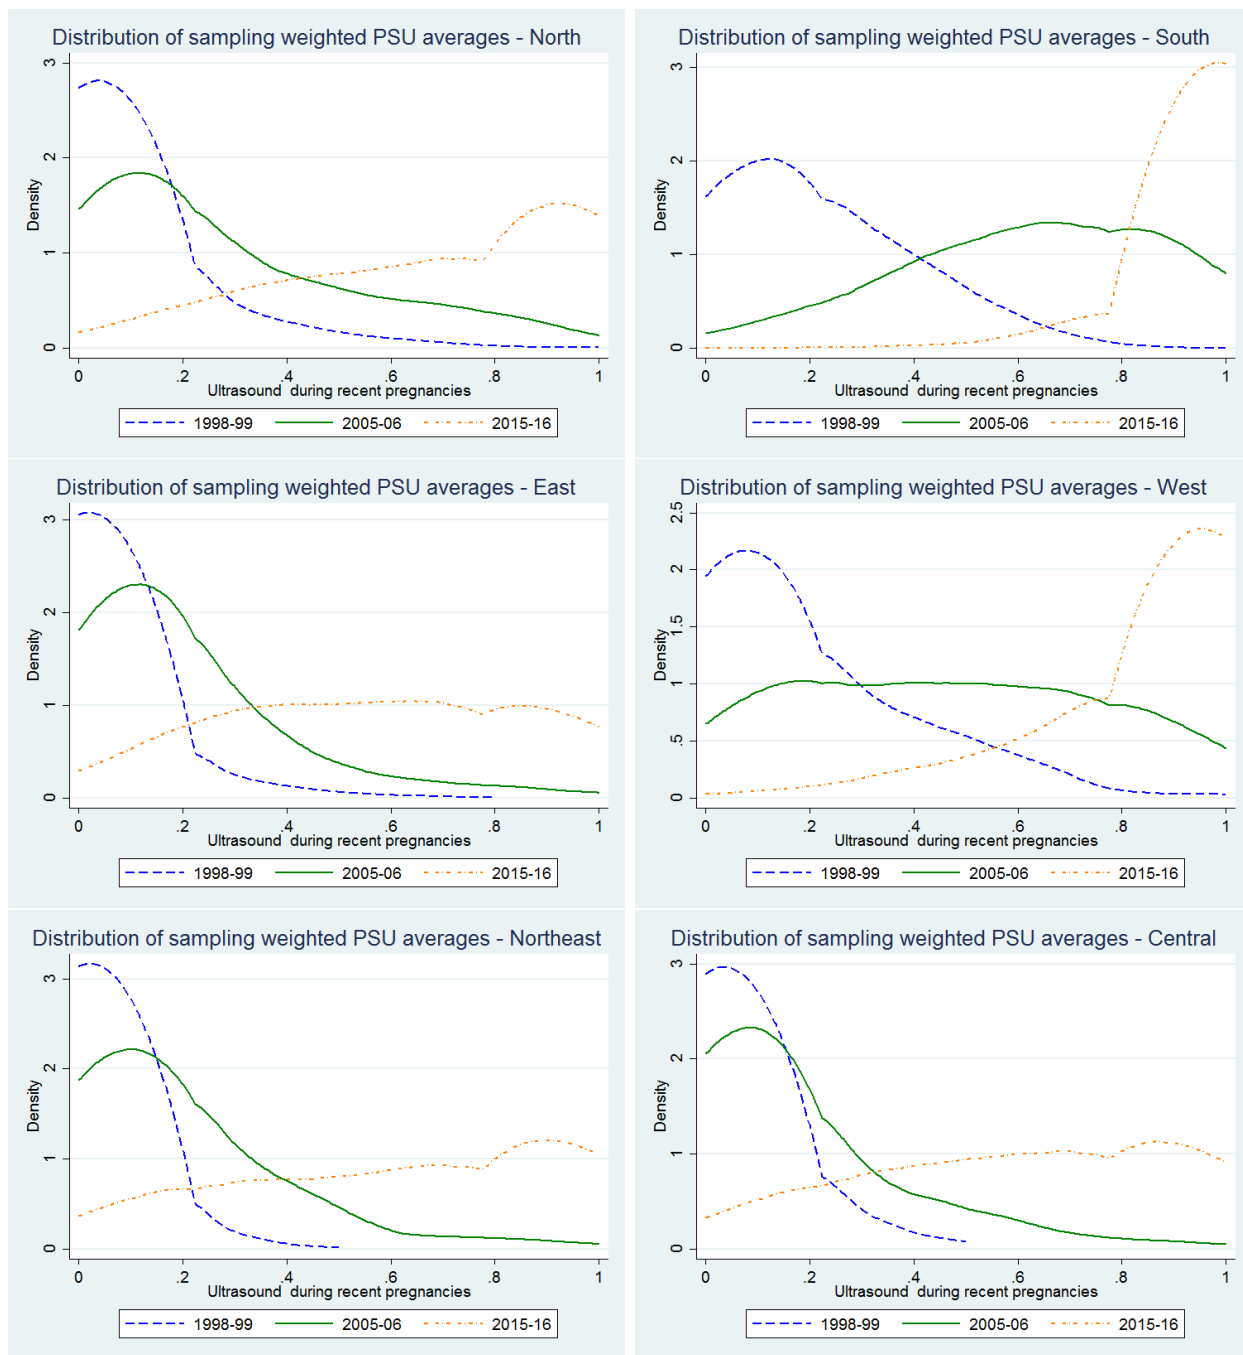 Distribution of sampling weighted PSU averages - North
Density
3
2
1
0
0 .2 .4 .6 .8 1
Ultrasound during recent pregnancies
1998-99 2005-06 2015-16
Distribution of sampling weighted PSU averages - South
Density
3
2
1
0
0 .2 .4 .6 .8 1
Ultrasound during recent pregnancies
1998-99 2005-06 2015-16
Distribution of sampling weighted PSU averages - East
Density
3
2
1
0
0 .2 .4 .6 .8 1
Ultrasound during recent pregnancies
1998-99 2005-06 2015-16
Distribution of sampling weighted PSU averages - West
Density
2.5
2
1.5
1
.5
0
0 .2 .4 .6 .8 1
Ultrasound during recent pregnancies
1998-99 2005-06 2015-16
Distribution of sampling weighted PSU averages - Northeast
Density
3
2
1
0
0 .2 .4 .6 .8 1
Ultrasound during recent pregnancies
1998-99 2005-06 2015-16
Distribution of sampling weighted PSU averages - Central
Density
3
2
1
0
0 .2 .4 .6 .8 1
Ultrasound during recent pregnancies
1998-99 2005-06 2015-16